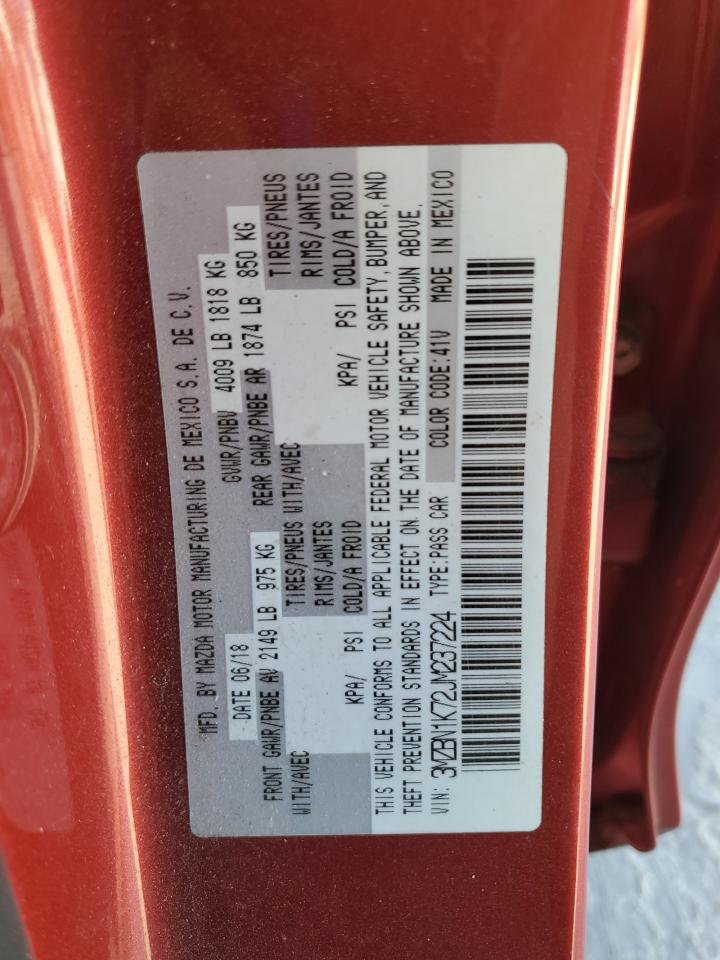 MFD. BY MAZDA MOTOR MANUFACTURING DE MEXICO S.A. DE C.V.
DATE 06/18 GVWR/PNBV 4009 LB 1818 KG
FRONT GAWR/PNBE AV 2149 LB 975 KG REAR GAWR/PNBE AR 1874 LB 850 KG
WITH/AVEC TIRES/PNEUS WITH/AVEC TIRES/PNEUS
RIMS/JANTES RIMS/JANTES
KPA/ PSI COLD/A FROID KPA/ PSI COLD/A FROID
THIS VEHICLE CONFORMS TO ALL APPLICABLE FEDERAL MOTOR VEHICLE SAFETY, BUMPER, AND
THEFT PREVENTION STANDARDS IN EFFECT ON THE DATE OF MANUFACTURE SHOWN ABOVE.
VIN: 3MZBN1K72JM237224 TYPE:PASS CAR COLOR CODE:41V MADE IN MEXICO